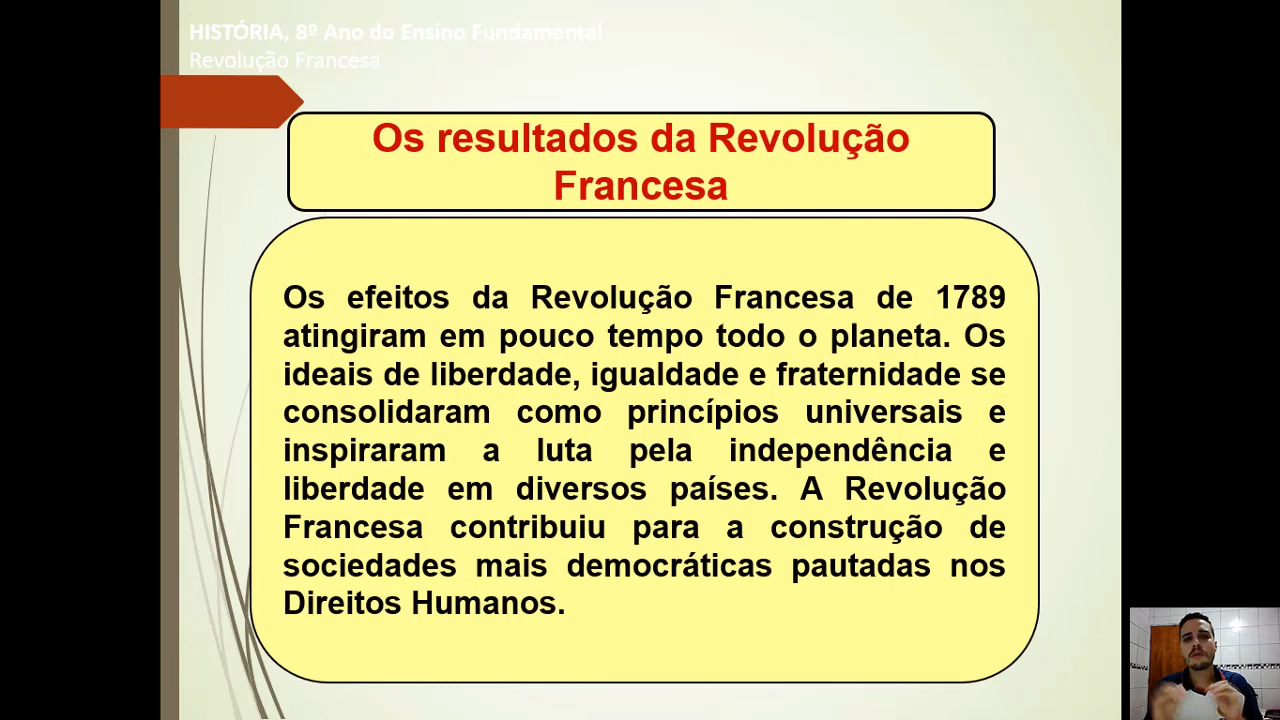 HISTÓRIA, 8º Ano do Ensino Fundamental
Revolução Francesa
Os resultados da Revolução
Francesa
Os efeitos da Revolução Francesa de 1789
atingiram em pouco tempo todo o planeta. Os
ideais de liberdade, igualdade e fraternidade se
consolidaram como princípios universais e
inspiraram a luta pela independência e
liberdade em diversos países. A Revolução
Francesa contribuiu para a construção de
sociedades mais democráticas pautadas nos
Direitos Humanos.